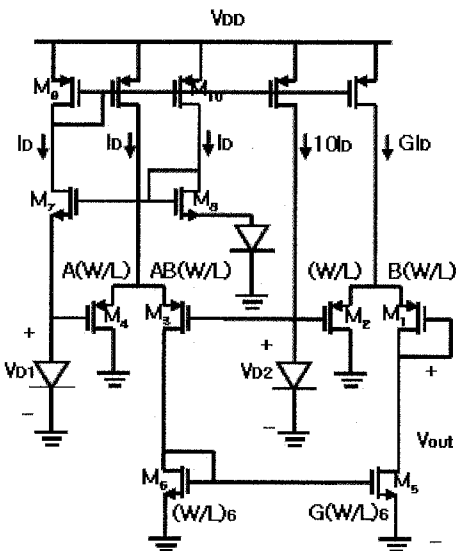 VDD
M9
M10
ID
ID
ID
10ID
GID
M7
M8
A(W/L)
AB(W/L)
(W/L)
B(W/L)
M4
M3
M2
M1
+
+
+
VD1
VD2
−
−
Vout
M6
M5
(W/L)6
G(W/L)6
−